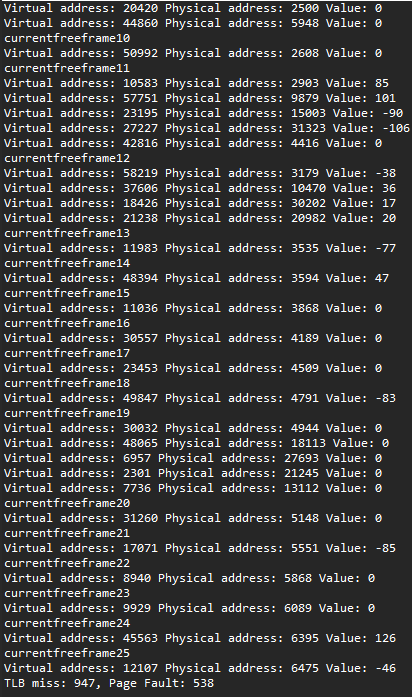 Virtual address: 20420 Physical address: 2500 Value: 0
Virtual address: 44860 Physical address: 5948 Value: 0
currentfreeframe10
Virtual address: 50992 Physical address: 2608 Value: 0
currentfreeframe11
Virtual address: 10583 Physical address: 2903 Value: 85
Virtual address: 57751 Physical address: 9879 Value: 101
Virtual address: 23195 Physical address: 15003 Value: -90
Virtual address: 27227 Physical address: 31323 Value: -106
Virtual address: 42816 Physical address: 4416 Value: 0
currentfreeframe12
Virtual address: 58219 Physical address: 3179 Value: -38
Virtual address: 37606 Physical address: 10470 Value: 36
Virtual address: 18426 Physical address: 30202 Value: 17
Virtual address: 21238 Physical address: 20982 Value: 20
currentfreeframe13
Virtual address: 11983 Physical address: 3535 Value: -77
currentfreeframe14
Virtual address: 48394 Physical address: 3594 Value: 47
currentfreeframe15
Virtual address: 11036 Physical address: 3868 Value: 0
currentfreeframe16
Virtual address: 30557 Physical address: 4189 Value: 0
currentfreeframe17
Virtual address: 23453 Physical address: 4509 Value: 0
currentfreeframe18
Virtual address: 49847 Physical address: 4791 Value: -83
currentfreeframe19
Virtual address: 30032 Physical address: 4944 Value: 0
Virtual address: 48065 Physical address: 18113 Value: 0
Virtual address: 6957 Physical address: 27693 Value: 0
Virtual address: 2301 Physical address: 21245 Value: 0
Virtual address: 7736 Physical address: 13112 Value: 0
currentfreeframe20
Virtual address: 31260 Physical address: 5148 Value: 0
currentfreeframe21
Virtual address: 17071 Physical address: 5551 Value: -85
currentfreeframe22
Virtual address: 8940 Physical address: 5868 Value: 0
currentfreeframe23
Virtual address: 9929 Physical address: 6089 Value: 0
currentfreeframe24
Virtual address: 45563 Physical address: 6395 Value: 126
currentfreeframe25
Virtual address: 12107 Physical address: 6475 Value: -46
TLB miss: 947, Page Fault: 538